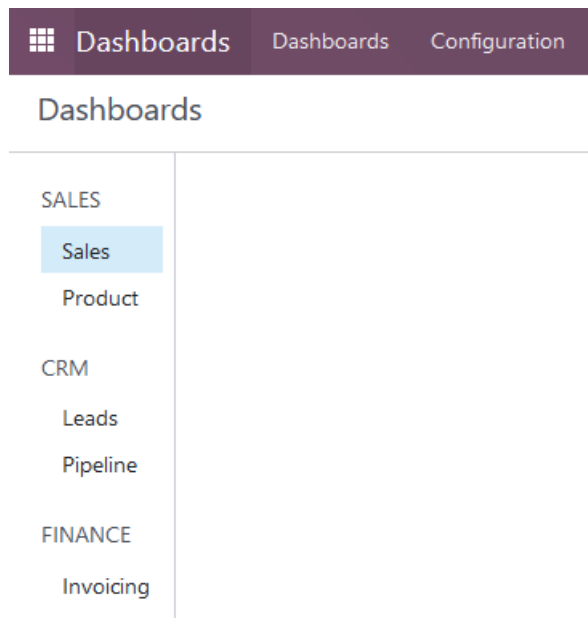 Dashboards Dashboards Configuration
Dashboards
SALES
Sales
Product
CRM
Leads
Pipeline
FINANCE
Invoicing